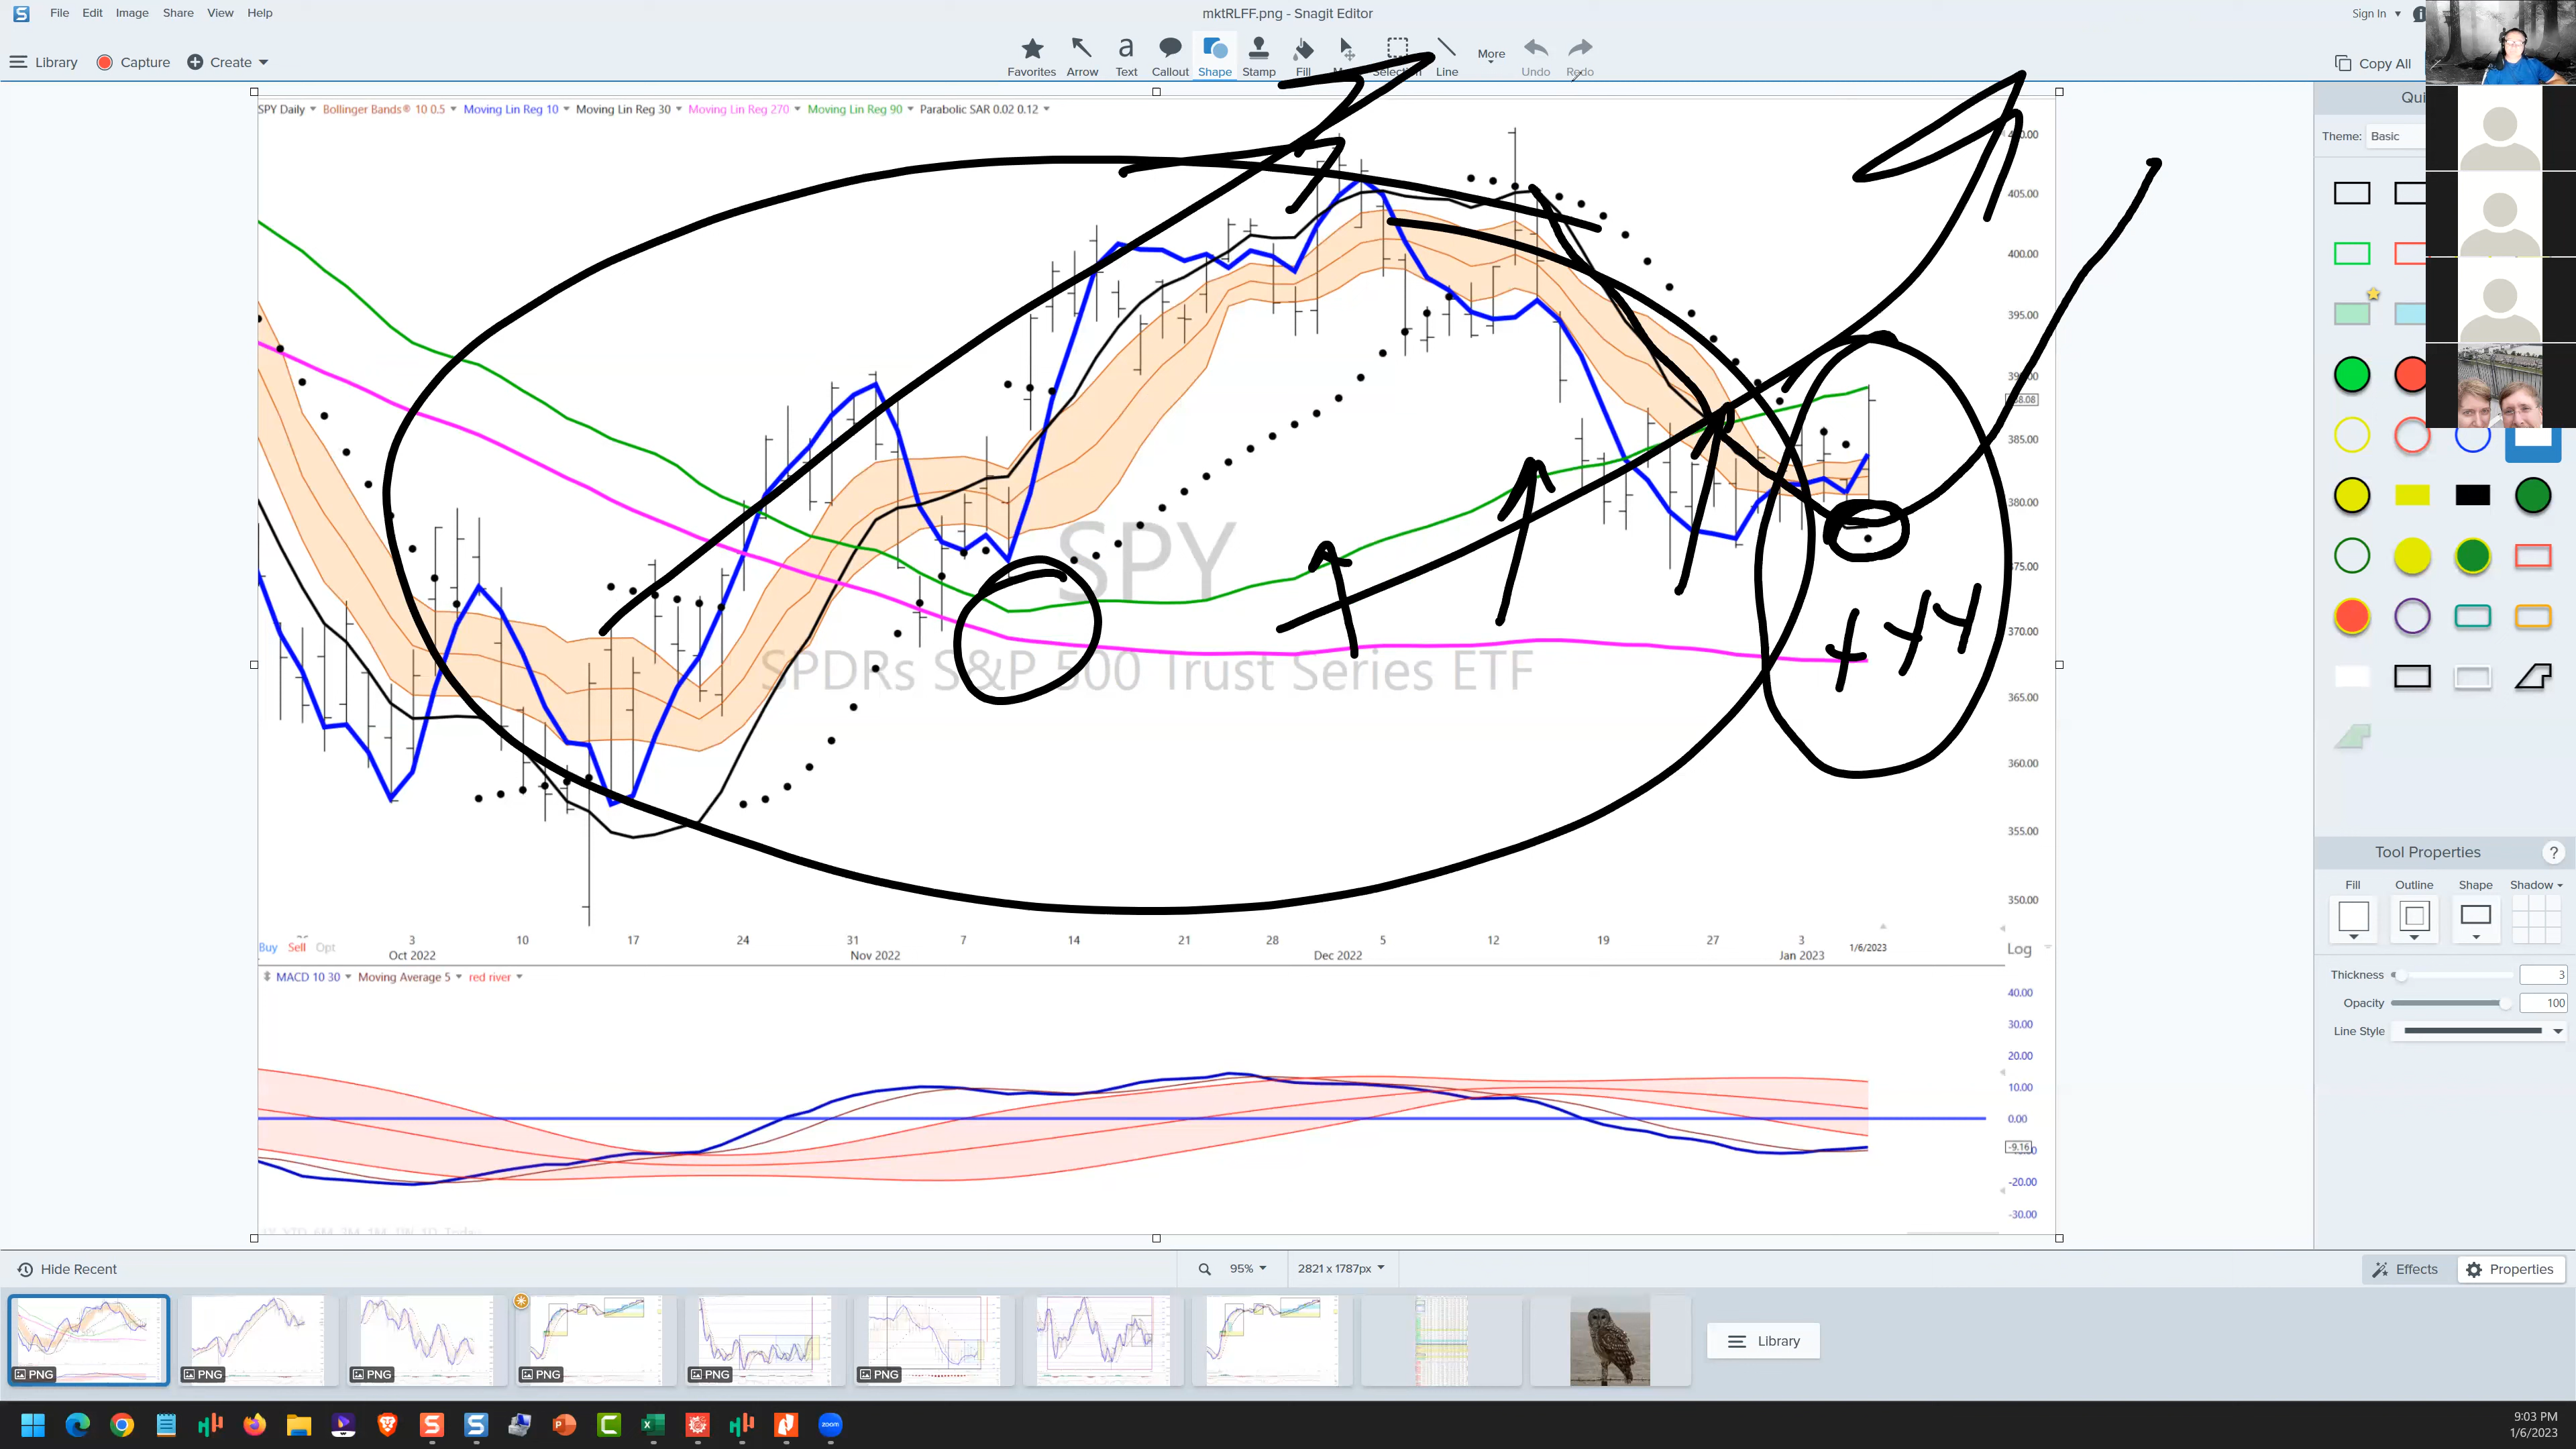 File Edit Image Share View Help
mktRLFF.png - Snagit Editor
Sign In
Library Capture Create
Favorites Arrow Text Callout Shape Stamp Fill Selection Line More Undo Redo
Copy All
SPY Daily Bollinger Bands® 10 0.5 Moving Lin Reg 10 Moving Lin Reg 30 Moving Lin Reg 270 Moving Lin Reg 90 Parabolic SAR 0.02 0.12
Theme: Basic
405.00
400.00
395.00
385.00
380.00
375.00
370.00
365.00
360.00
355.00
350.00
SPY
SPDRs S&P 500 Trust Series ETF
+
Buy Sell Opt
3 10 17 24 31 7 14 21 28 5 12 19 27 3
Oct 2022 Nov 2022 Dec 2022 Jan 2023 1/6/2023
Log
MACD 10 30 Moving Average 5 red river
40.00
30.00
20.00
10.00
0.00
-9.16
-20.00
-30.00
Tool Properties ?
Fill Outline Shape Shadow
Thickness 3
Opacity 100
Line Style
Hide Recent
95% 2821 x 1787px
Effects Properties
PNG PNG PNG PNG PNG PNG
Library
zoom
9:03 PM
1/6/2023